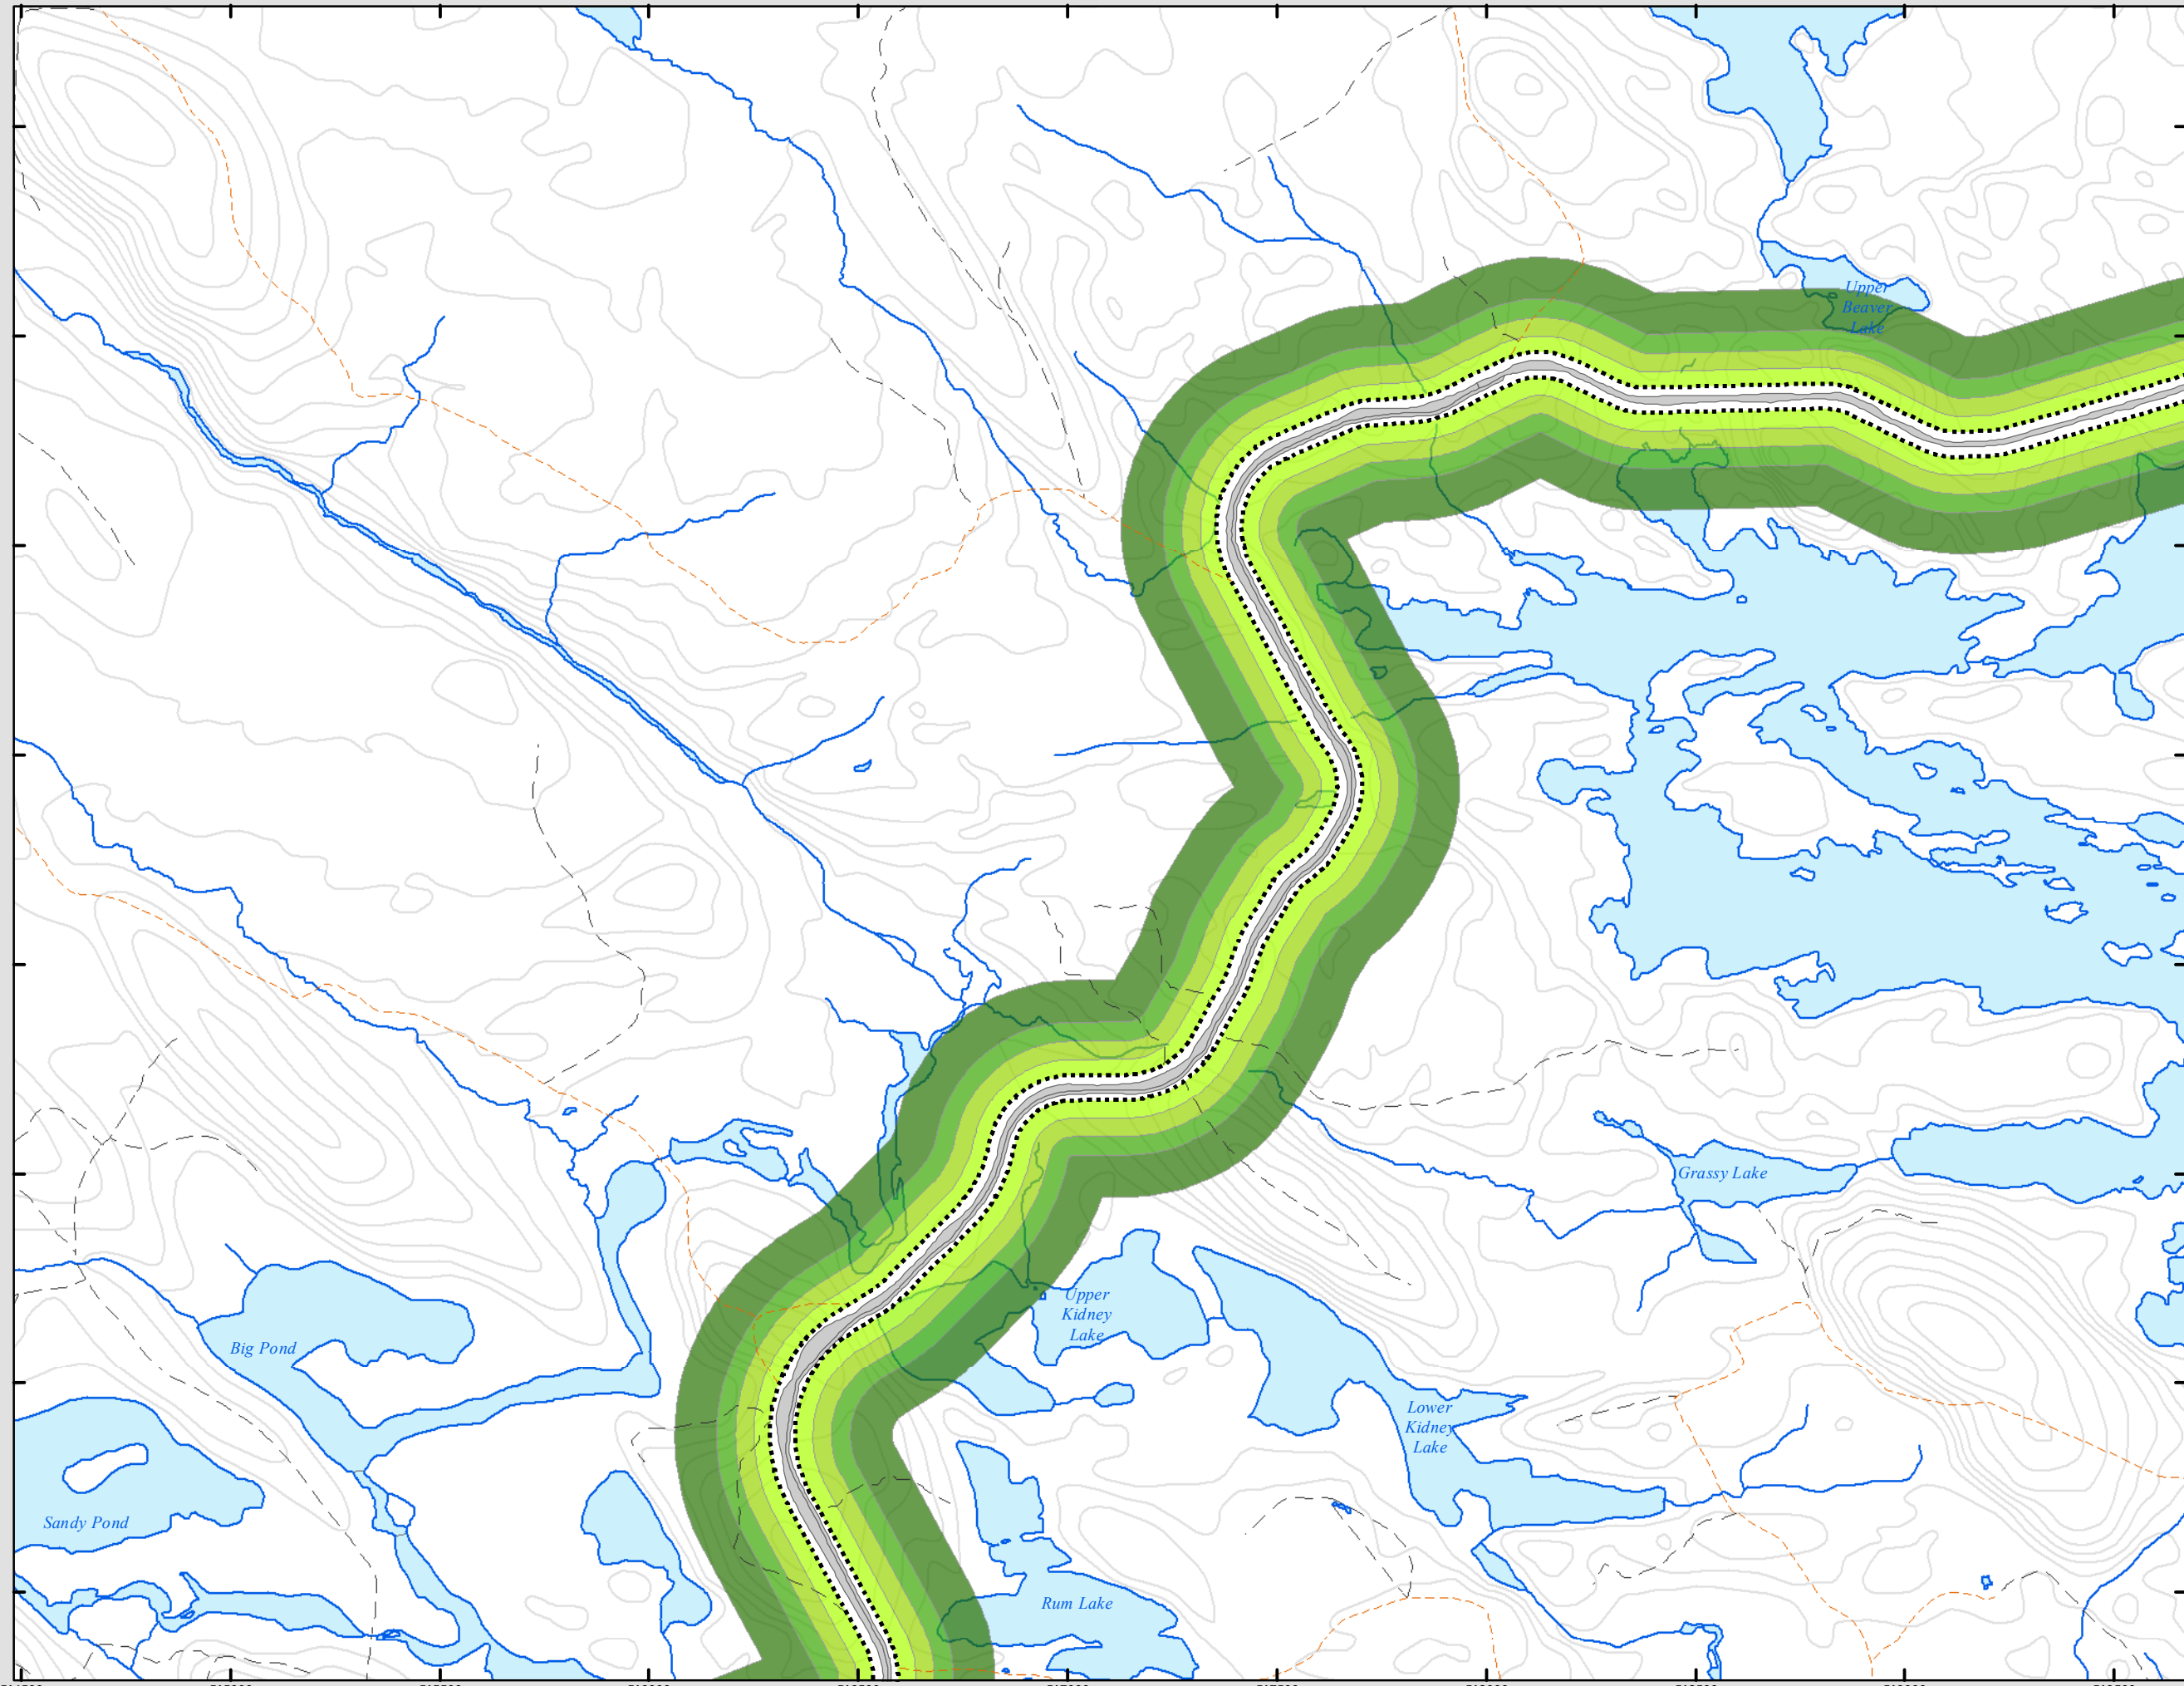 Upper
Beaver
Lake
Grassy Lake
Upper
Kidney
Lake
Big Pond
Lower
Kidney
Lake
Sandy Pond
Rum Lake